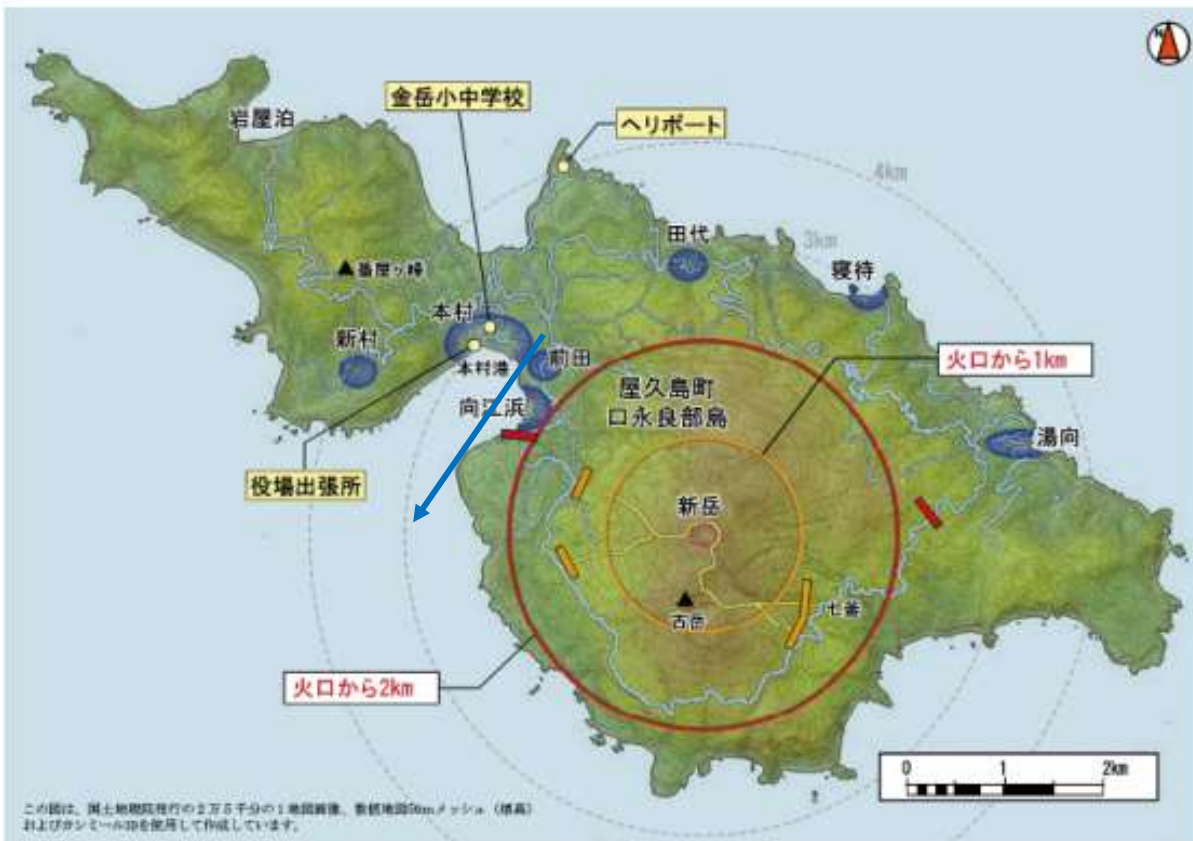 N
金岳小中学校
ヘリポート
岩屋泊
4km
田代
3km
寝待
番屋ヶ峰
本村
新村
前田
火口から1km
本村港
屋久島町
口永良部島
向江浜
湯向
役場出張所
新岳
七釜
古岳
火口から2km
0 1 2km
この図は、国土地理院発行の2万5千分の1地図画像、数値地図50mメッシュ（標高）
およびカシミール3Dを使用して作成しています。